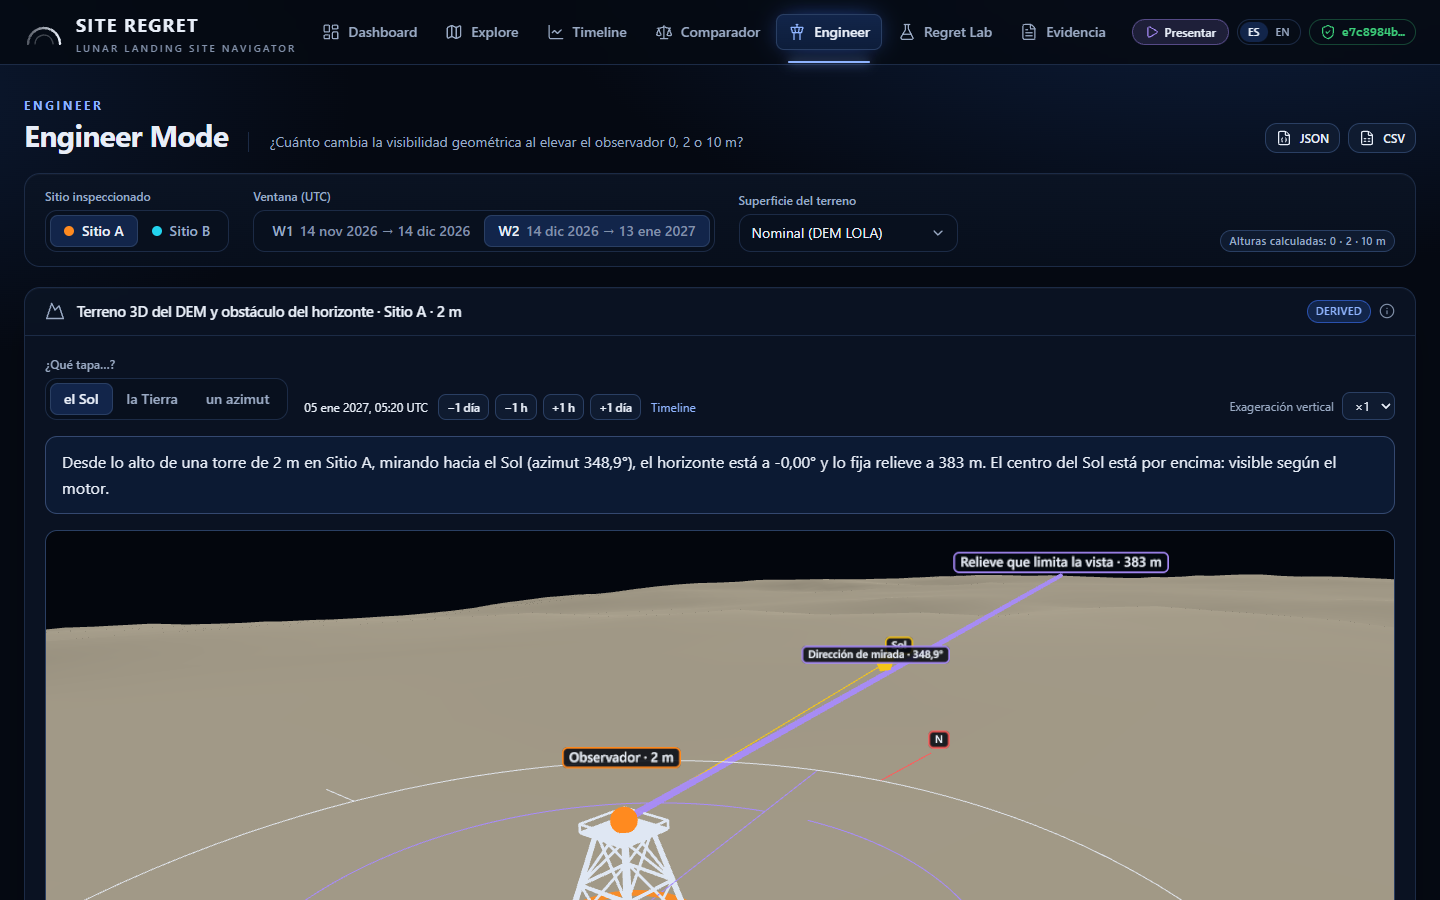 SITE REGRET
LUNAR LANDING SITE NAVIGATOR
Dashboard
Explore
Timeline
Comparador
Engineer
Regret Lab
Evidencia
Presentar
ES EN
e7c8984b…
ENGINEER
Engineer Mode
¿Cuánto cambia la visibilidad geométrica al elevar el observador 0, 2 o 10 m?
JSON
CSV
Sitio inspeccionado
Sitio A
Sitio B
Ventana (UTC)
W1 14 nov 2026 → 14 dic 2026
W2 14 dic 2026 → 13 ene 2027
Superficie del terreno
Nominal (DEM LOLA)
Alturas calculadas: 0 · 2 · 10 m
Terreno 3D del DEM y obstáculo del horizonte · Sitio A · 2 m
DERIVED
¿Qué tapa...?
el Sol
la Tierra
un azimut
05 ene 2027, 05:20 UTC
−1 día
−1 h
+1 h
+1 día
Timeline
Exageración vertical
×1
Desde lo alto de una torre de 2 m en Sitio A, mirando hacia el Sol (azimut 348,9°), el horizonte está a -0,00° y lo fija relieve a 383 m. El centro del Sol está por encima: visible según el
motor.
Relieve que limita la vista · 383 m
Sol
Dirección de mirada · 348,9°
N
Observador · 2 m